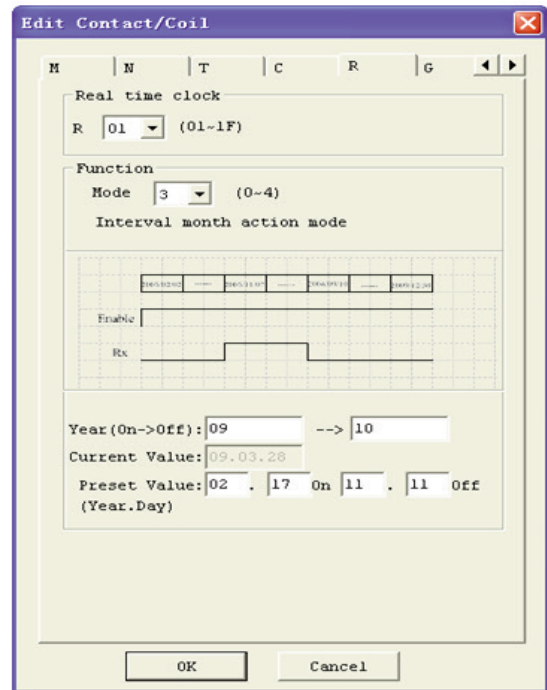 Edit Contact/Coil
M N T C R G
Real time clock
R 01 (01~1F)
Function
Mode 3 (0~4)
Interval month action mode
Enable
Rx
Year(On->Off): 09 --> 10
Current Value: 09.03.28
Preset Value: 02 . 17 On 11 . 11 Off
(Year.Day)
OK Cancel